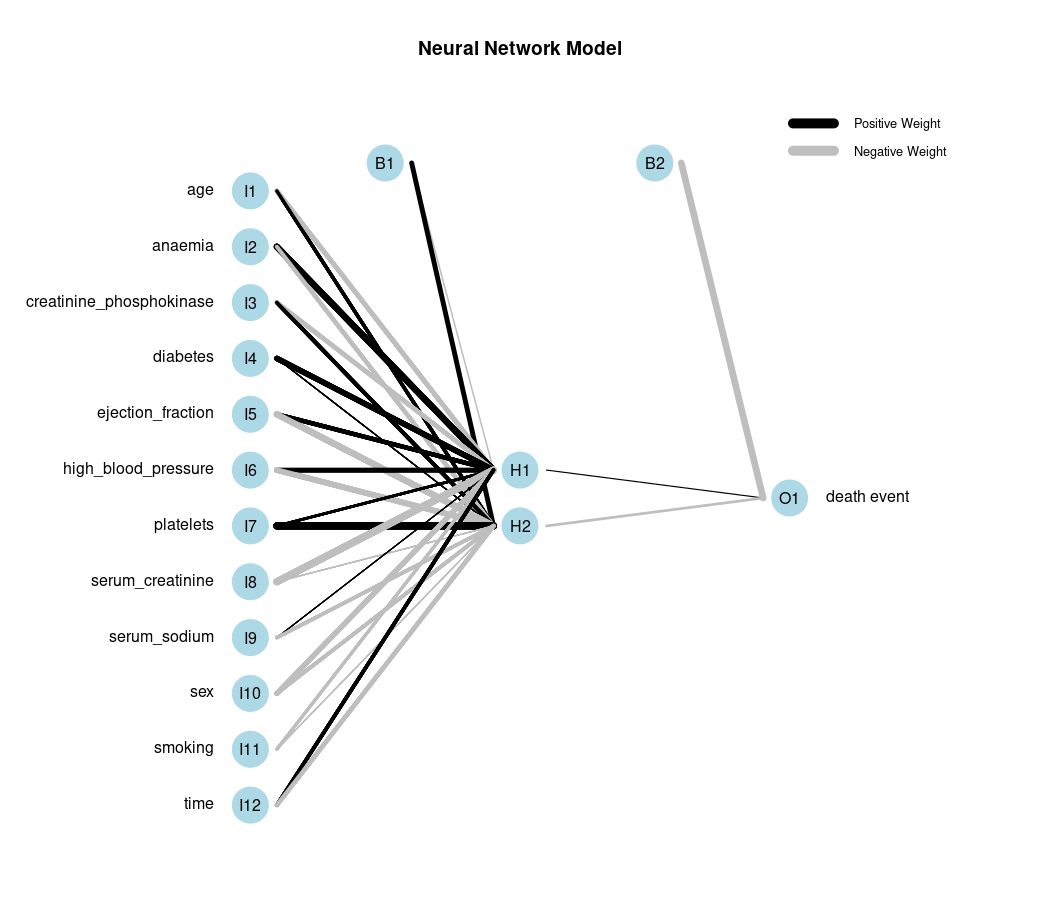 Neural Network Model
Positive Weight
Negative Weight
B1
B2
age I1
anaemia I2
creatinine_phosphokinase I3
diabetes I4
ejection_fraction I5
high_blood_pressure I6 H1
O1 death event
platelets I7 H2
serum_creatinine I8
serum_sodium I9
sex I10
smoking I11
time I12